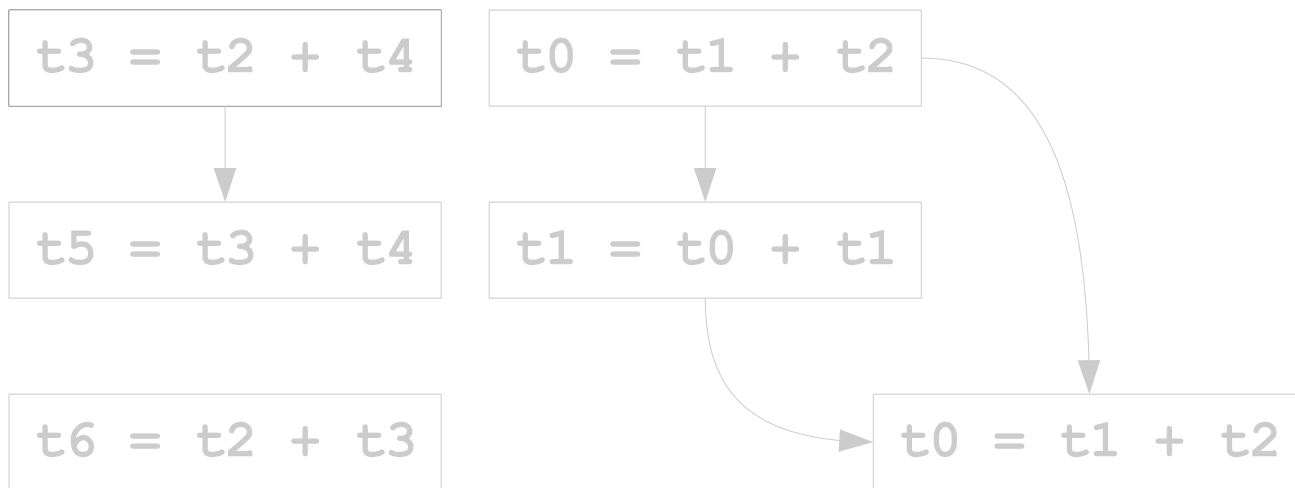 t3 = t2 + t4
t0 = t1 + t2
t5 = t3 + t4
t1 = t0 + t1
t6 = t2 + t3
t0 = t1 + t2